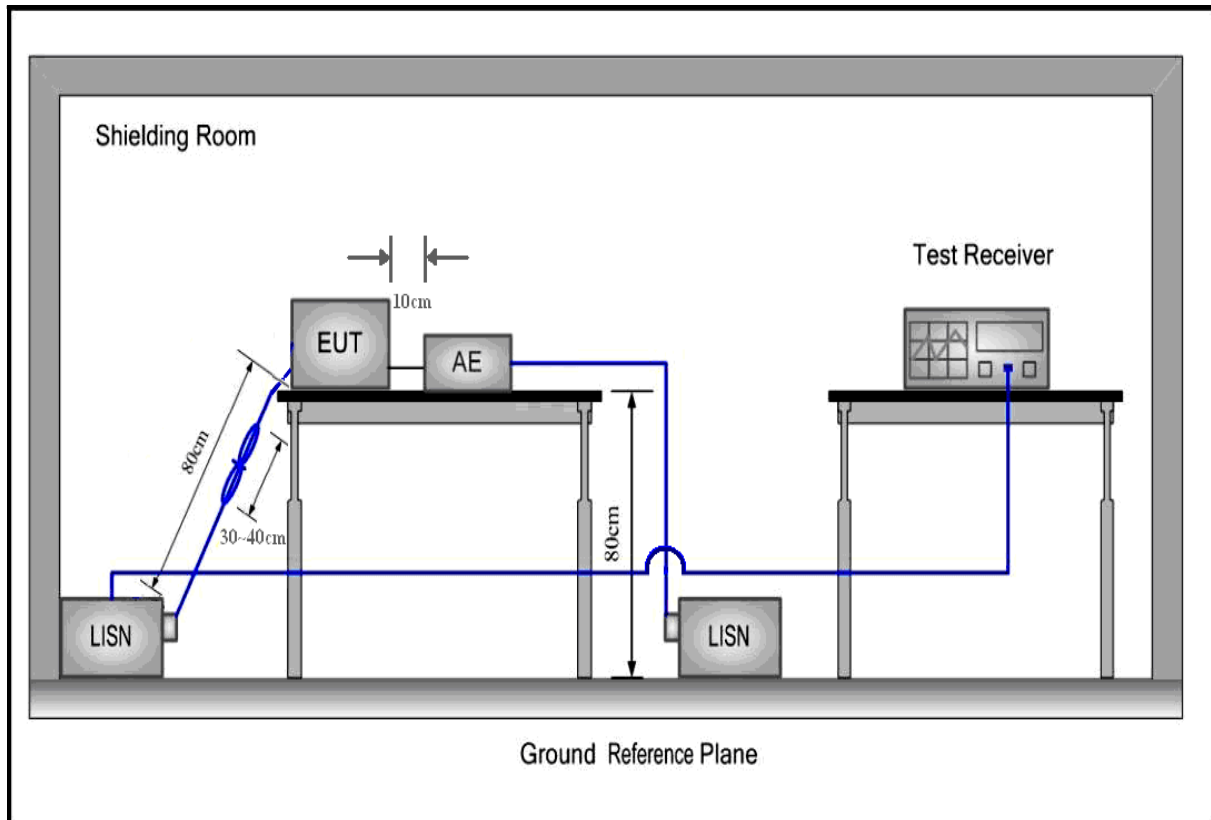 Shielding Room
Test Receiver
10cm
EUT
AE
80cm
30~40cm
80cm
LISN
LISN
Ground Reference Plane